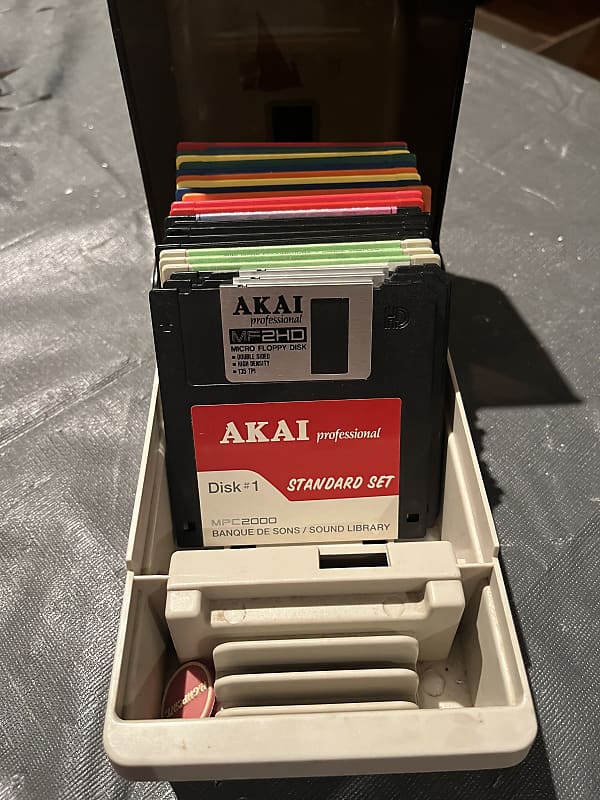 AKAI
professional
MF2HD
MICRO FLOPPY DISK
■ DOUBLE SIDED
■ HIGH DENSITY
■ 135 TPI
HD
AKAI professional
Disk #1 STANDARD SET
MPC2000
BANQUE DE SONS / SOUND LIBRARY